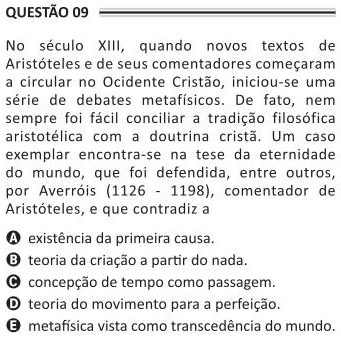 QUESTÃO 09
No século XIII, quando novos textos de
Aristóteles e de seus comentadores começaram
a circular no Ocidente Cristão, iniciou-se uma
série de debates metafísicos. De fato, nem
sempre foi fácil conciliar a tradição filosófica
aristotélica com a doutrina cristã. Um caso
exemplar encontra-se na tese da eternidade
do mundo, que foi defendida, entre outros,
por Averróis (1126 - 1198), comentador de
Aristóteles, e que contradiz a
A existência da primeira causa.
B teoria da criação a partir do nada.
C concepção de tempo como passagem.
D teoria do movimento para a perfeição.
E metafísica vista como transcedência do mundo.